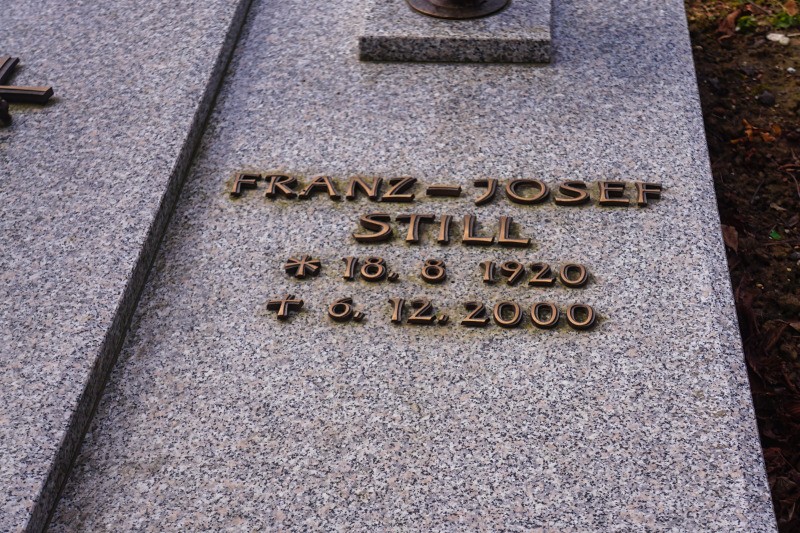 FRANZ-JOSEF
STILL
* 18. 8. 1920
† 6. 12. 2000